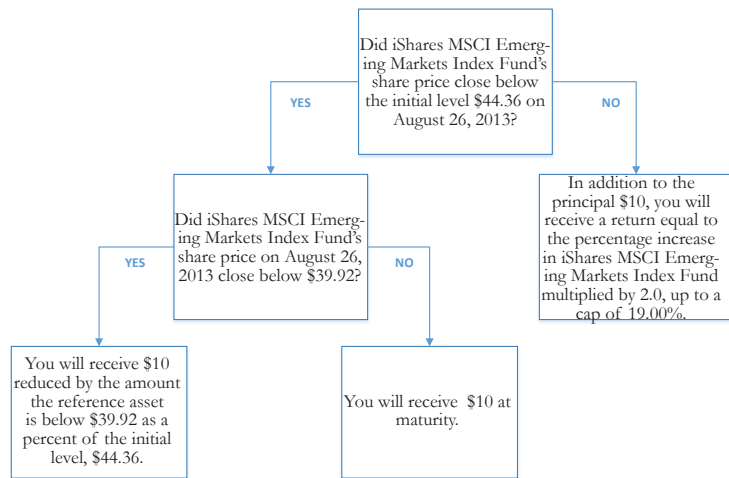 Did iShares MSCI Emerg-
ing Markets Index Fund's
share price close below
the initial level $44.36 on
August 26, 2013?
YES
NO
Did iShares MSCI Emerg-
ing Markets Index Fund's
share price on August 26,
2013 close below $39.92?
In addition to the
principal $10, you will
receive a return equal to
the percentage increase
in iShares MSCI Emerg-
ing Markets Index Fund
multiplied by 2.0, up to a
cap of 19.00%.
YES
NO
You will receive $10
reduced by the amount
the reference asset
is below $39.92 as a
percent of the initial
level, $44.36.
You will receive $10 at
maturity.